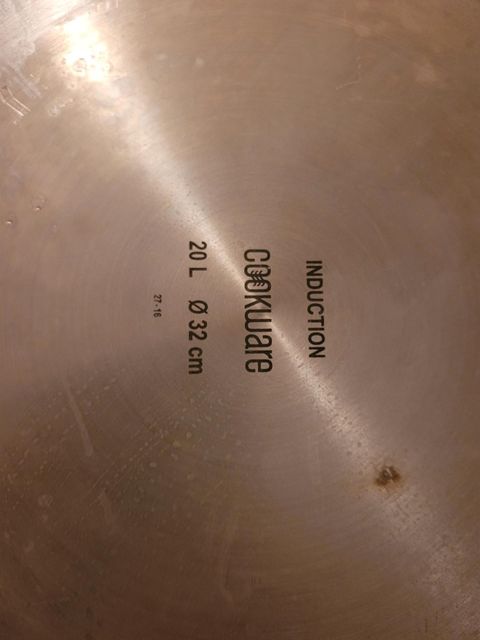 INDUCTION
COOKWARE
20 L Ø 32 cm
27-16